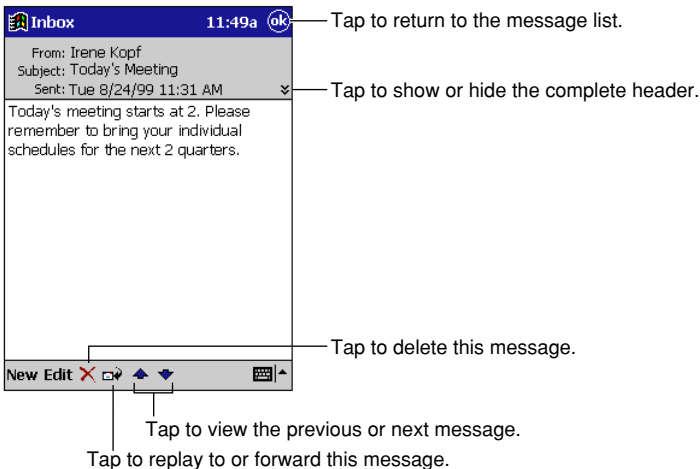 Inbox 11:49a ok
Tap to return to the message list.
From: Irene Kopf
Subject: Today's Meeting
Sent: Tue 8/24/99 11:31 AM
Tap to show or hide the complete header.
Today's meeting starts at 2. Please
remember to bring your individual
schedules for the next 2 quarters.
Tap to delete this message.
New Edit
Tap to view the previous or next message.
Tap to replay to or forward this message.